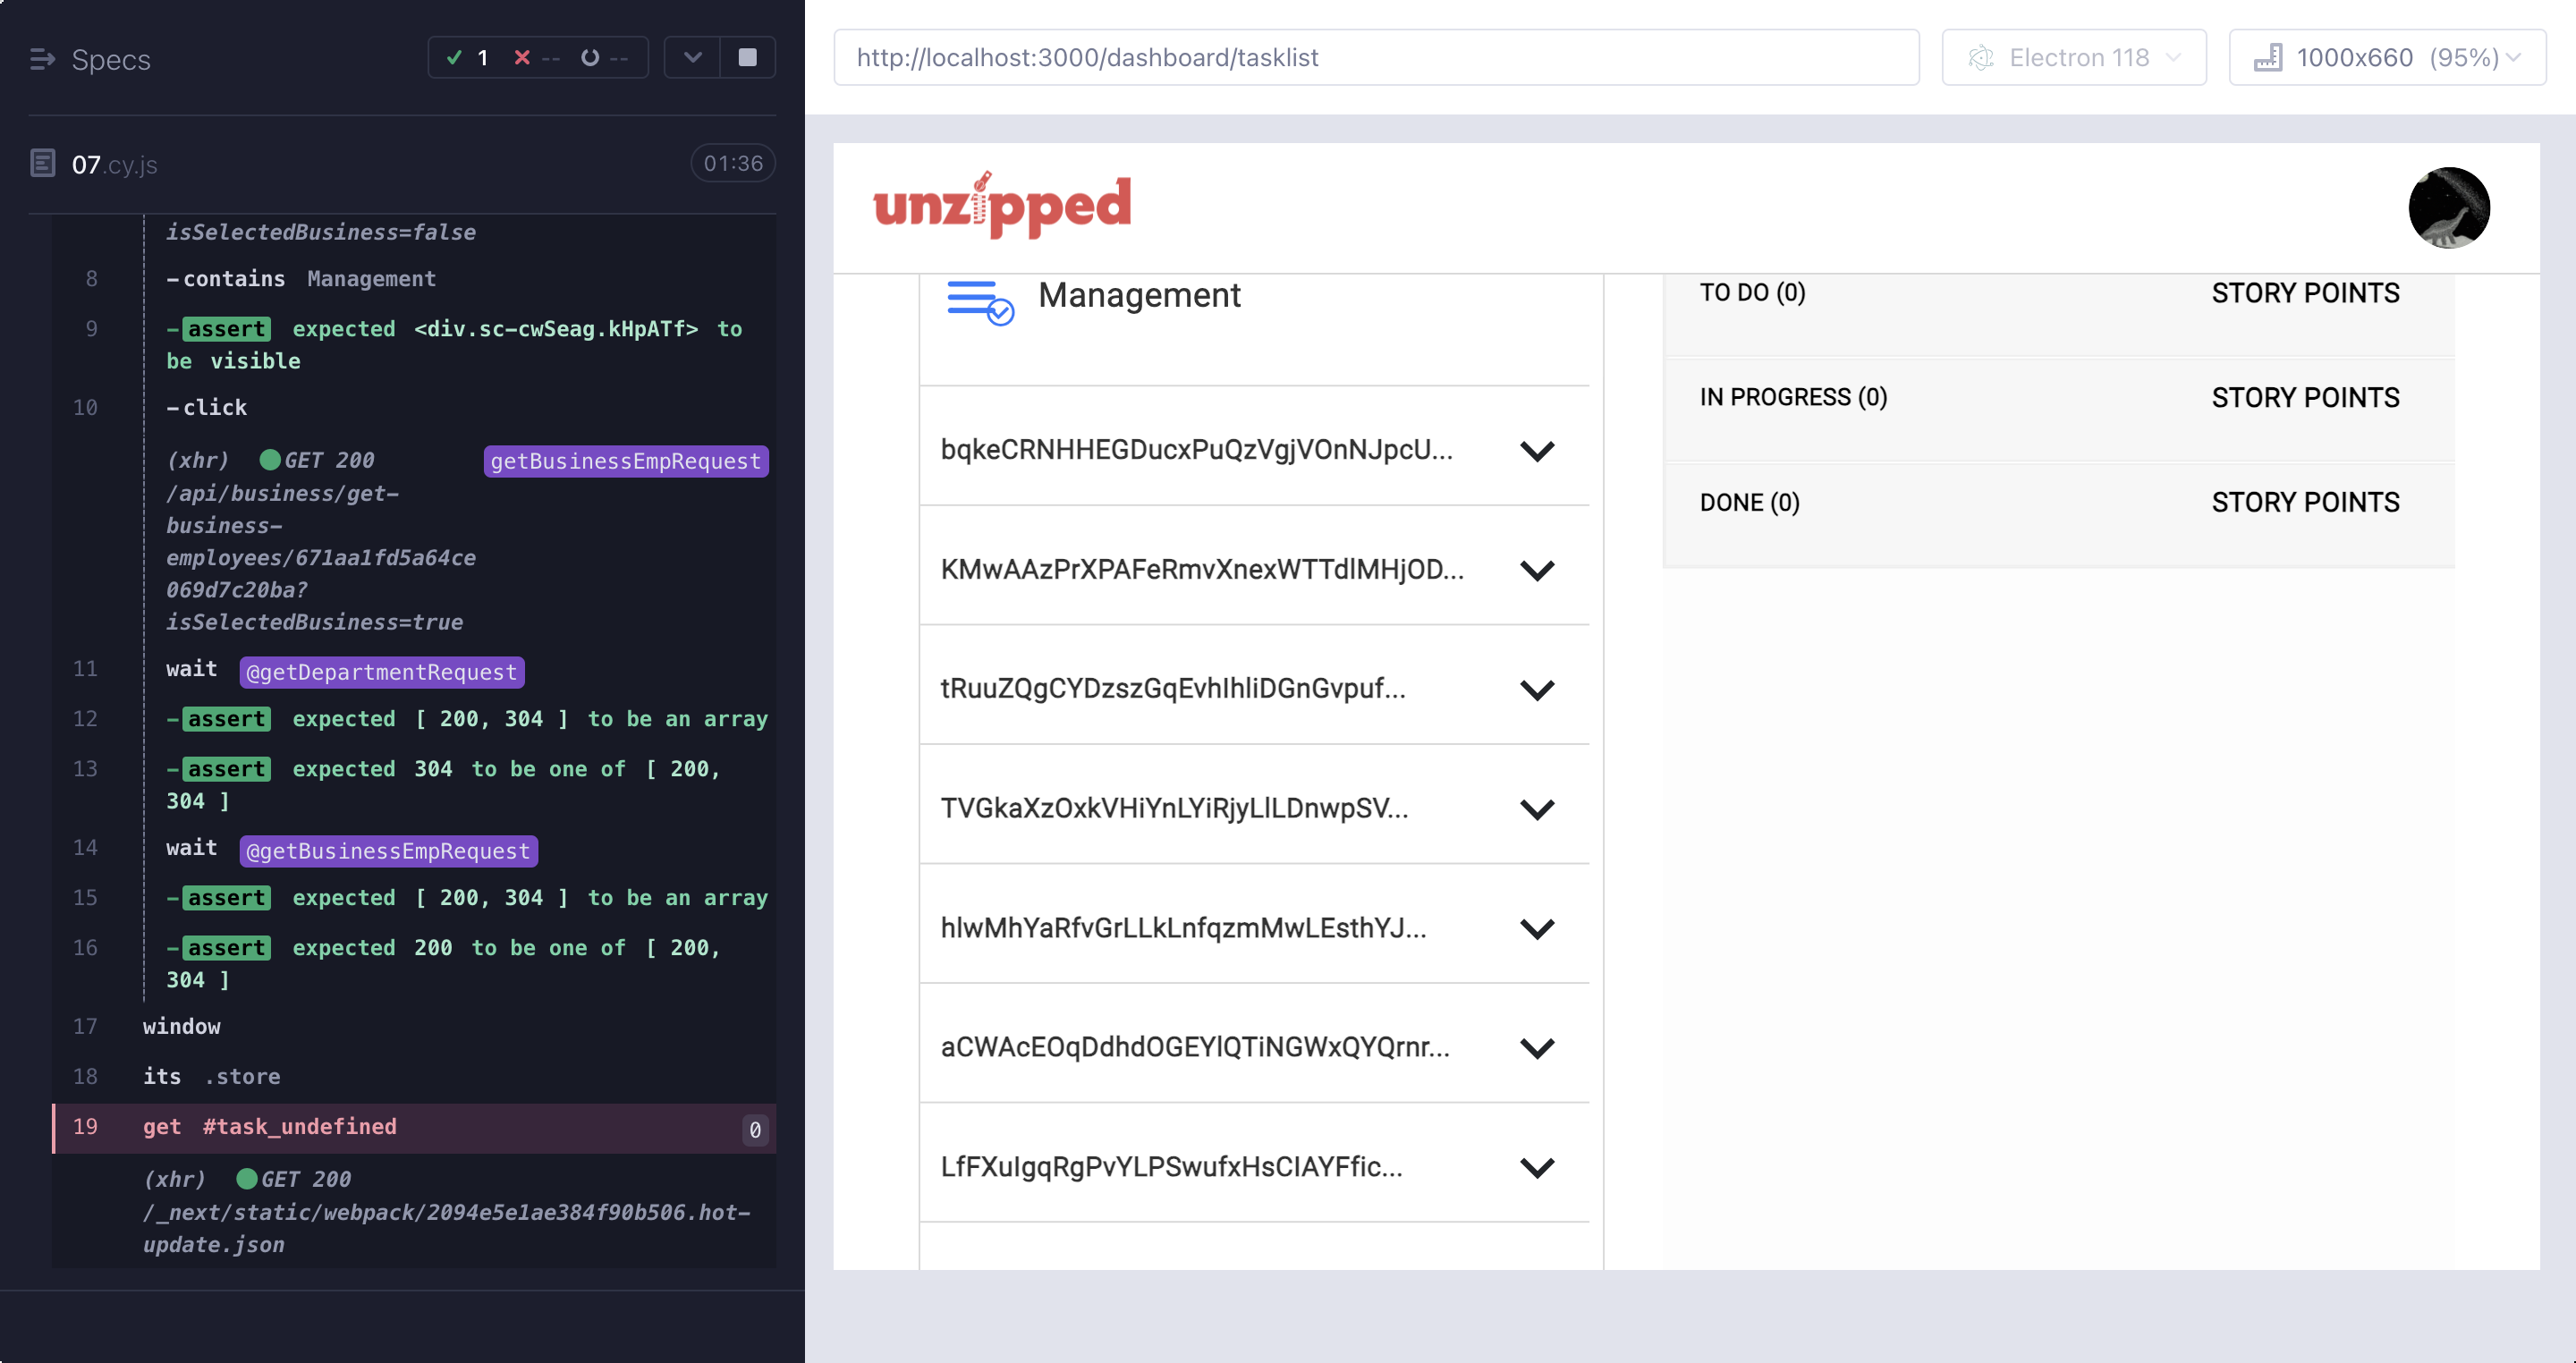 Specs
1 -- --
07.cy.js
01:36
isSelectedBusiness=false
8 -contains Management
9 -assert expected <div.sc-cwSeag.kHpATf> to
be visible
10 -click
(xhr) GET 200 getBusinessEmpRequest
/api/business/get-
business-
employees/671aa1fd5a64ce
069d7c20ba?
isSelectedBusiness=true
11 wait @getDepartmentRequest
12 -assert expected [ 200, 304 ] to be an array
13 -assert expected 304 to be one of [ 200,
304 ]
14 wait @getBusinessEmpRequest
15 -assert expected [ 200, 304 ] to be an array
16 -assert expected 200 to be one of [ 200,
304 ]
17 window
18 its .store
19 get #task_undefined 0
(xhr) GET 200
/_next/static/webpack/2094e5e1ae384f90b506.hot-
update.json
http://localhost:3000/dashboard/tasklist
Electron 118
1000x660 (95%)
unzipped
Management
bqkeCRNHHEGDucxPuQzVgjVOnNJpcU...
KMwAAzPrXPAFeRmvXnexWTTdlMHjOD...
tRuuZQgCYDzszGqEvhIhliDGnGvpuf...
TVGkaXzOxkVHiYnLYiRjyLlLDnwpSV...
hlwMhYaRfvGrLLkLnfqzmMwLEsthYJ...
aCWAcEOqDdhdOGEYlQTiNGWxQYQrnr...
LfFXuIgqRgPvYLPSwufxHsCIAYFfic...
TO DO (0) STORY POINTS
IN PROGRESS (0) STORY POINTS
DONE (0) STORY POINTS